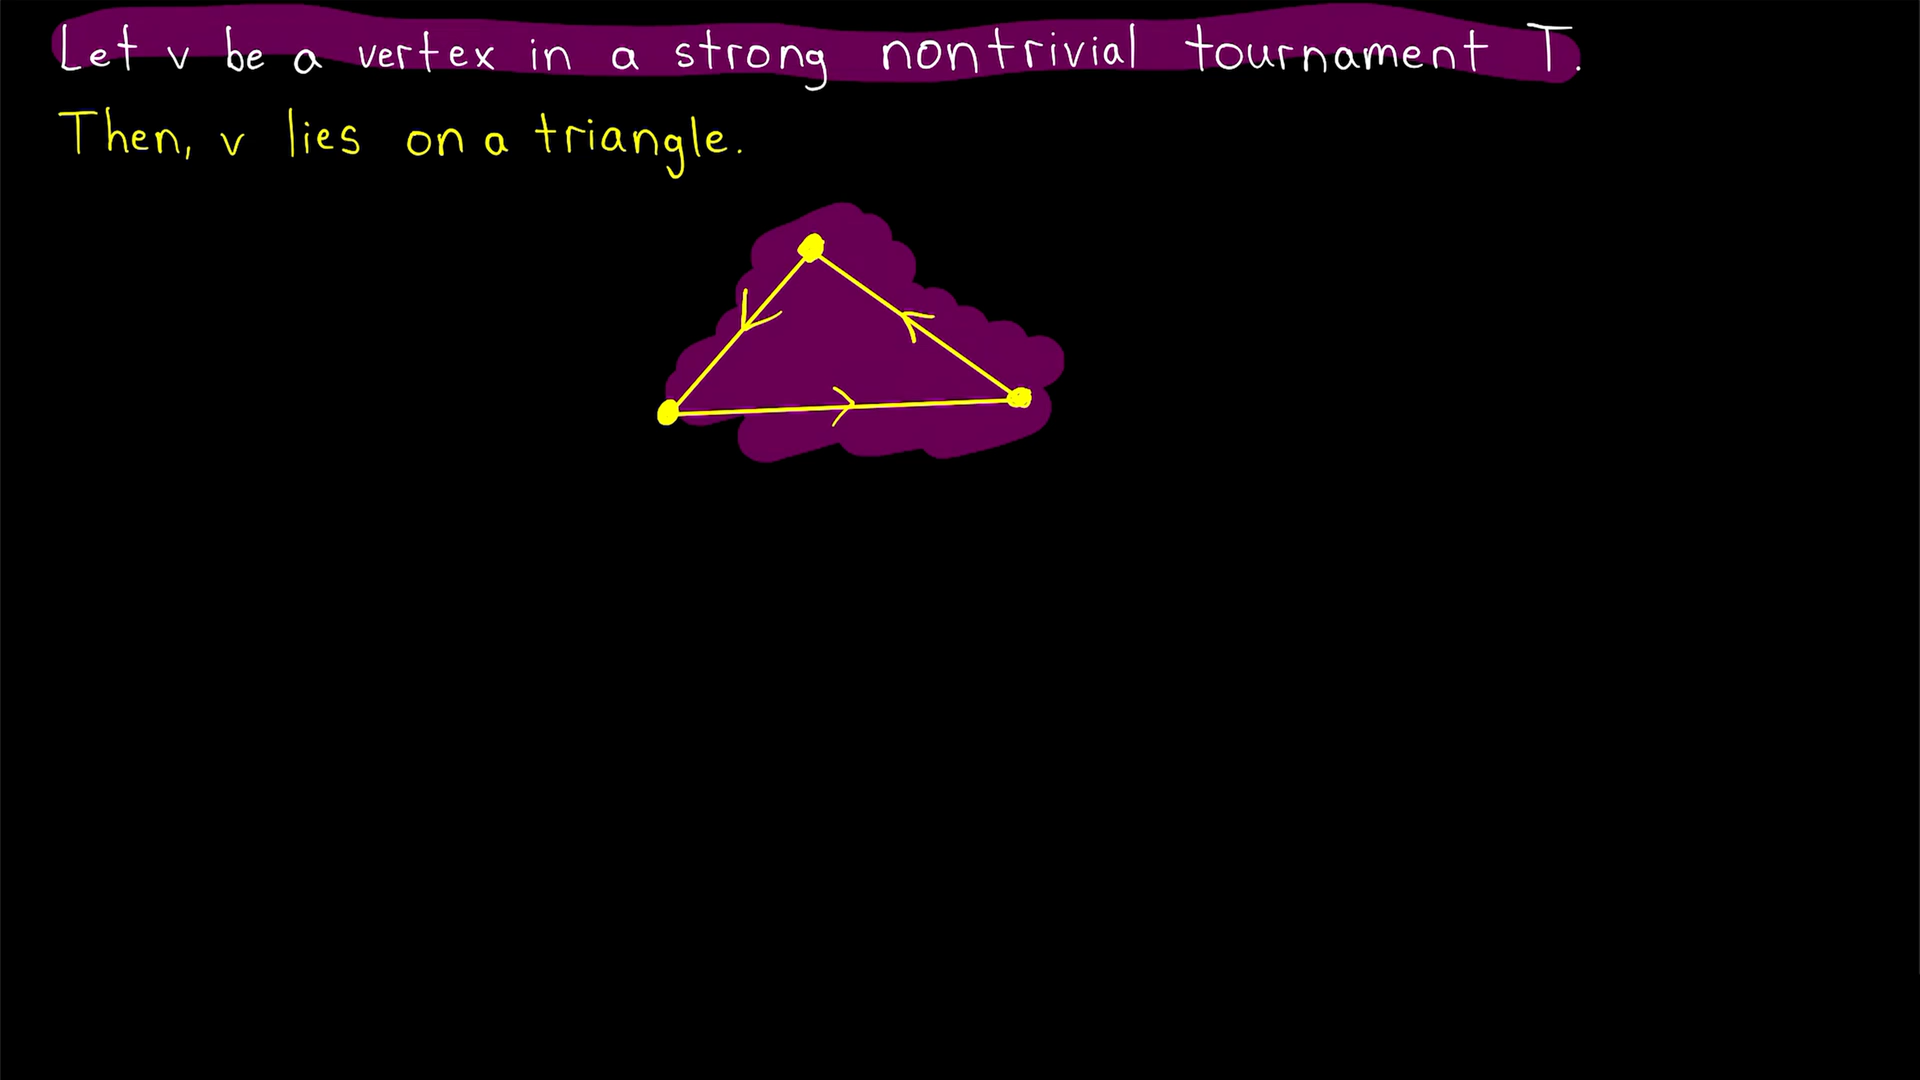 Let v be a vertex in a strong nontrivial tournament T.
Then, v lies on a triangle.